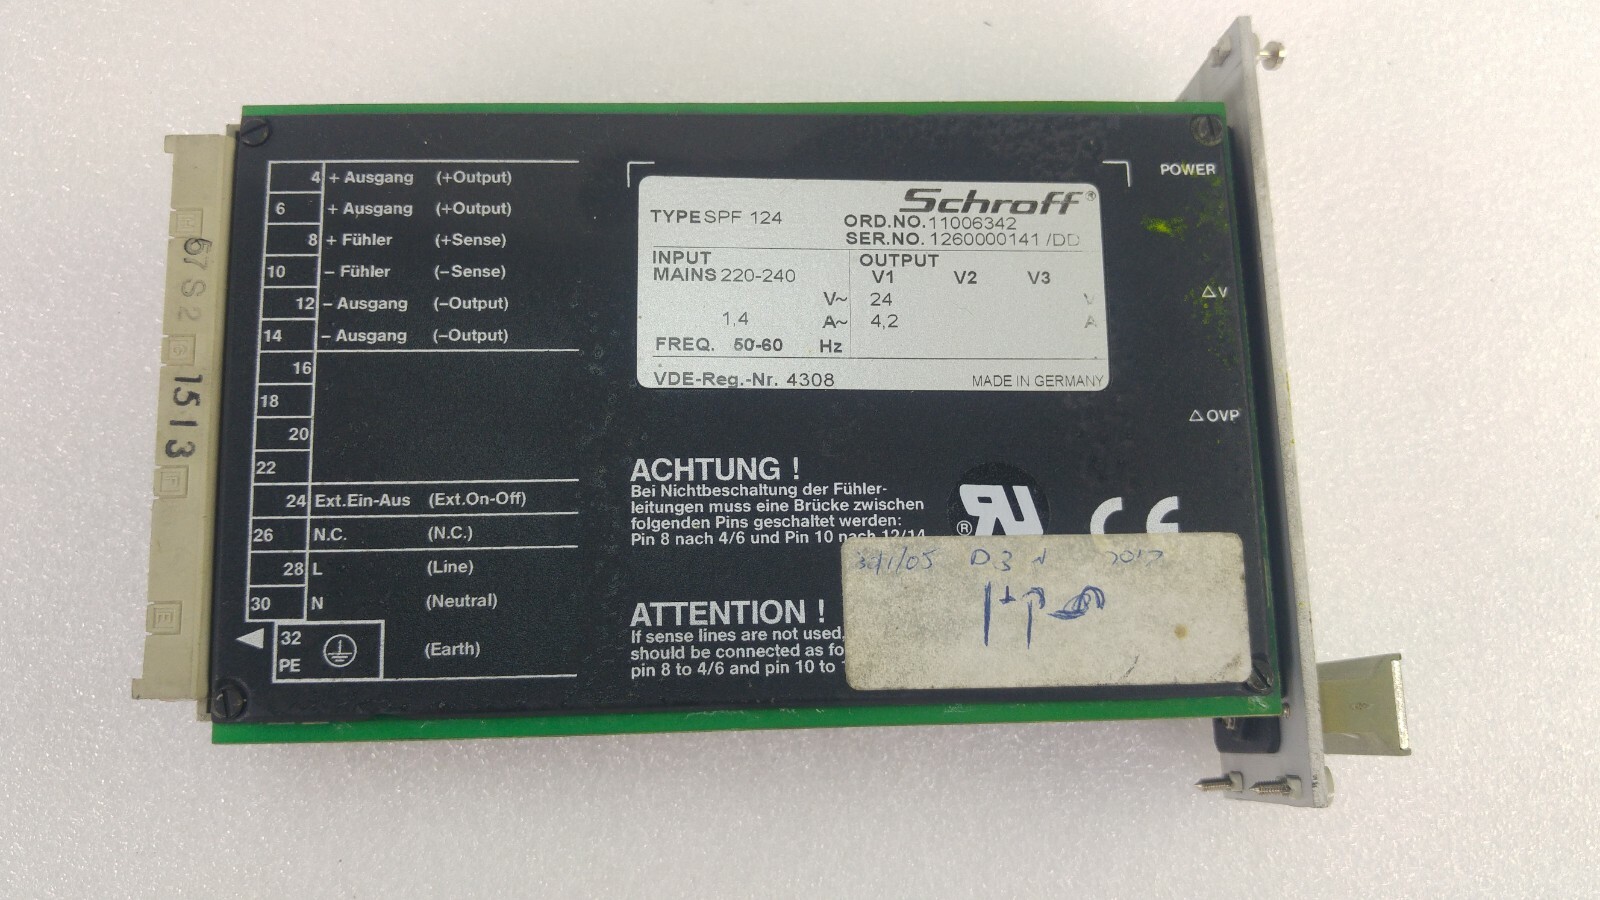 4 + Ausgang (+Output)
6 + Ausgang (+Output)
8 + Fühler (+Sense)
10 – Fühler (–Sense)
12 – Ausgang (–Output)
14 – Ausgang (–Output)
16
18
20
22
24 Ext.Ein-Aus (Ext.On-Off)
26 N.C. (N.C.)
28 L (Line)
30 N (Neutral)
32
PE (Earth)
Schroff®
TYPE SPF 124
ORD.NO. 11006342
SER.NO. 1260000141 /DD
INPUT OUTPUT
MAINS 220-240 V1 V2 V3
V~ 24 V
1,4 A~ 4,2 A
FREQ. 50-60 Hz
VDE-Reg.-Nr. 4308 MADE IN GERMANY
POWER
△V
△ OVP
ACHTUNG !
Bei Nichtbeschaltung der Fühler-
leitungen muss eine Brücke zwischen
folgenden Pins geschaltet werden:
Pin 8 nach 4/6 und Pin 10 nach 12/14
ATTENTION !
If sense lines are not used,
should be connected as
pin 8 to 4/6 and pin 10 to
RU ®
CE
1513